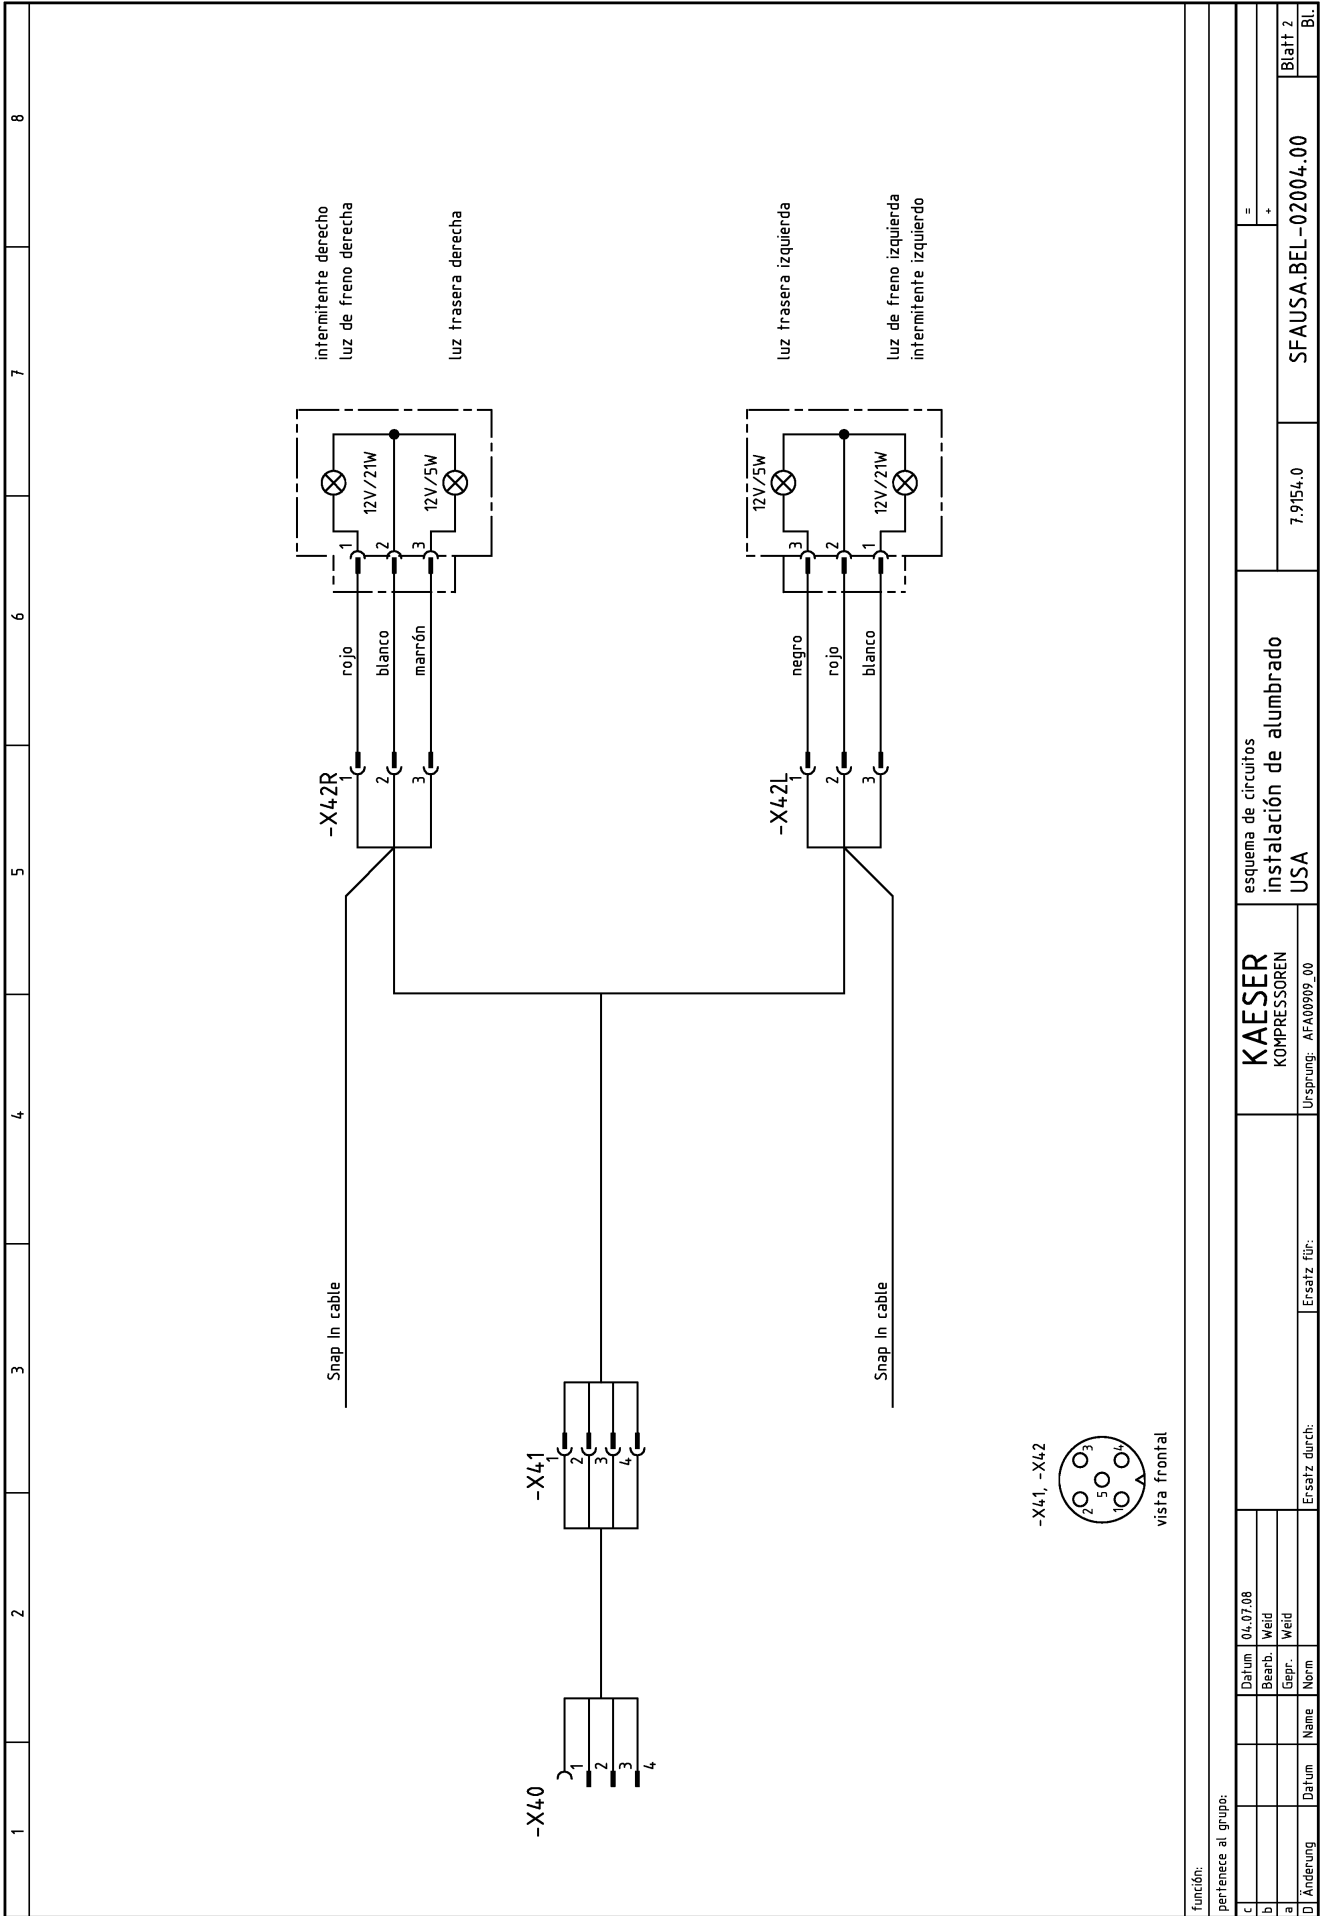 1 2 3 4 5 6 7 8
intermitente derecho
luz de freno derecha
luz trasera derecha
12V/21W
12V/5W
1
2
3
rojo
blanco
marrón
-X42R
1
2
3
Snap In cable
luz trasera izquierda
luz de freno izquierda
intermitente izquierdo
12V/5W
12V/21W
3
2
1
negro
rojo
blanco
-X42L
1
2
3
Snap In cable
-X40
1
2
3
4
-X41
1
2
3
4
-X41, -X42
2 3
5
1 4
vista frontal
función:
pertenece al grupo:
c
b
a
D Änderung Datum Name Norm
Datum 04.07.08
Bearb. Weid
Gepr. Weid
Ersatz durch: Ersatz für:
KAESER
KOMPRESSOREN
Ursprung: AFA00909_00
esquema de circuitos
instalación de alumbrado
USA
=
+
7.9154.0
SFAUSA.BEL-02004.00
Blatt 2
Bl.